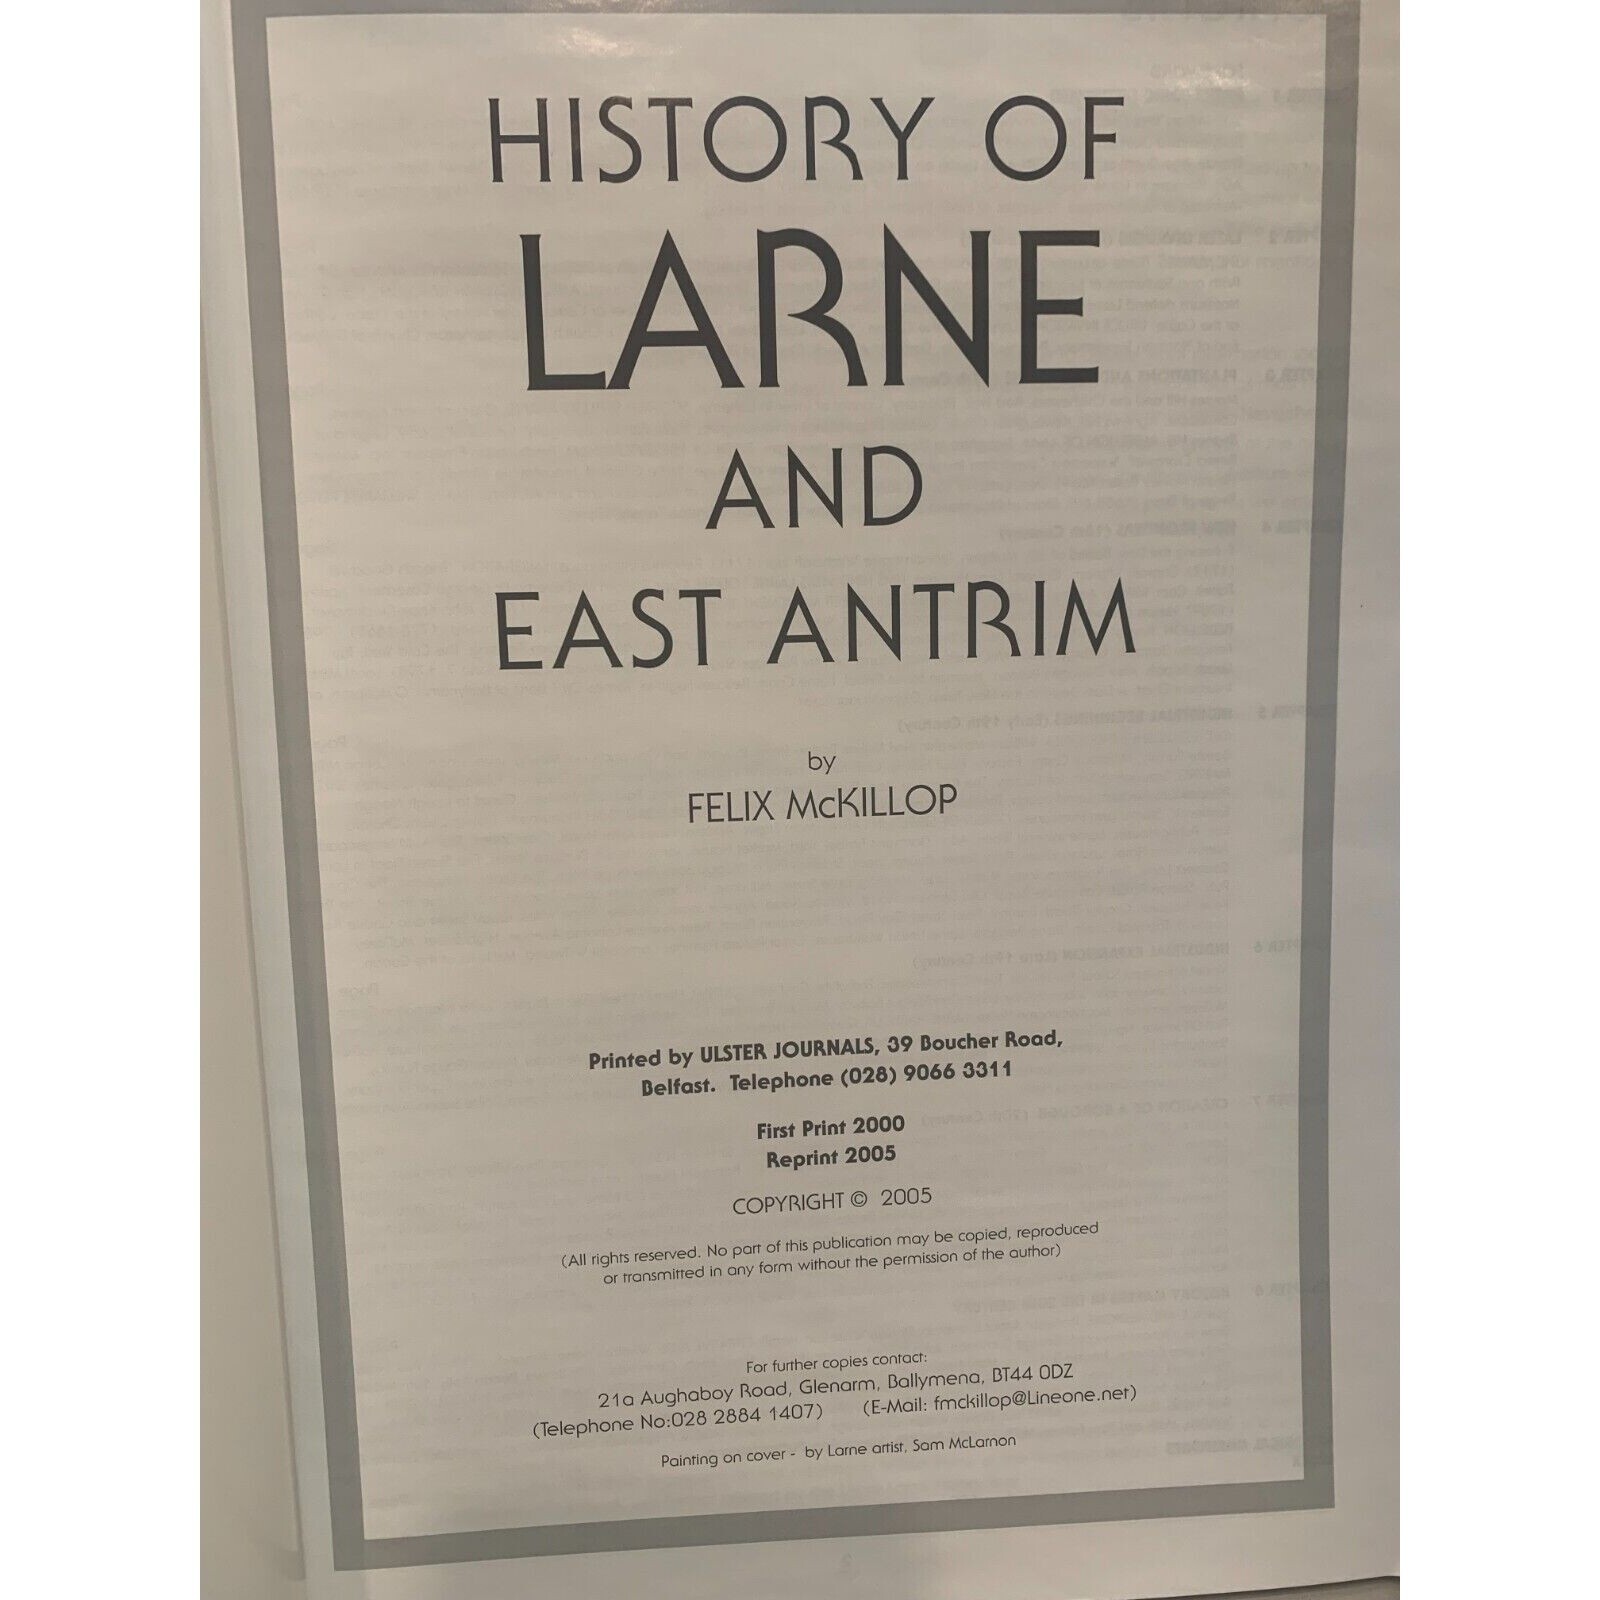 HISTORY OF
LARNE
AND
EAST ANTRIM
by
FELIX McKILLOP
Printed by ULSTER JOURNALS, 39 Boucher Road,
Belfast. Telephone (028) 9066 3311
First Print 2000
Reprint 2005
COPYRIGHT © 2005
(All rights reserved. No part of this publication may be copied, reproduced
or transmitted in any form without the permission of the author)
For further copies contact:
21a Aughaboy Road, Glenarm, Ballymena, BT44 0DZ
(Telephone No:028 2884 1407) (E-Mail: fmckillop@Lineone.net)
Painting on cover - by Larne artist, Sam McLarnon